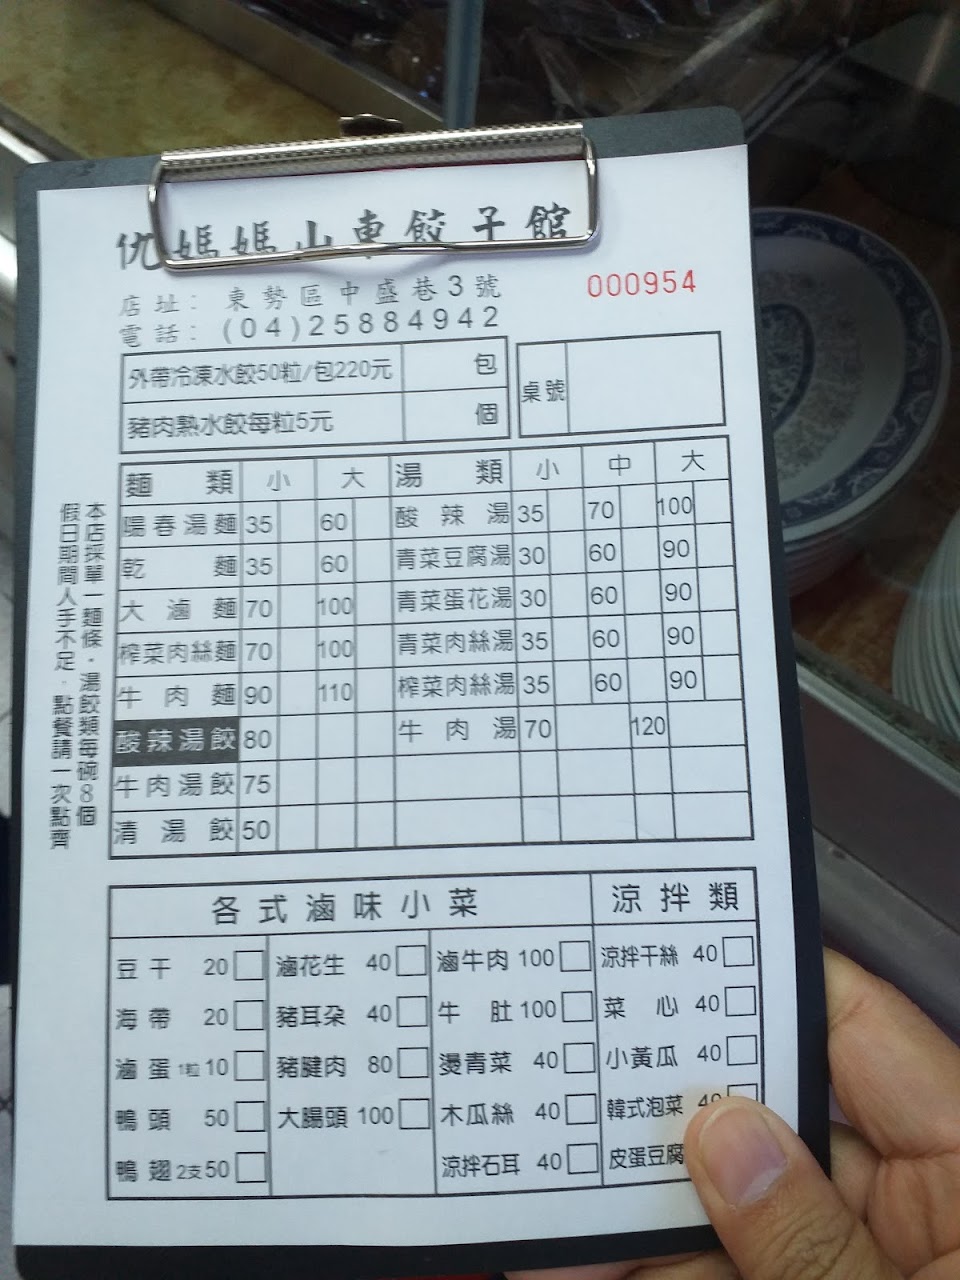 仇媽媽山東餃子館
店址：東勢區中盛巷3號
電話：(04)25884942
000954
外帶冷凍水餃50粒/包220元 包
豬肉熟水餃每粒5元 個
桌號
麵類 小 大 湯類 小 中 大
陽春湯麵 35 60 酸辣湯 35 70 100
乾麵 35 60 青菜豆腐湯 30 60 90
大滷麵 70 100 青菜蛋花湯 30 60 90
榨菜肉絲麵 70 100 青菜肉絲湯 35 60 90
牛肉麵 90 110 榨菜肉絲湯 35 60 90
酸辣湯餃 80 牛肉湯 70 120
牛肉湯餃 75
清湯餃 50
本店採單一麵條．湯餃類每碗8個
假日期間人手不足．點餐請一次點齊
各式滷味小菜 涼拌類
豆干 20 滷花生 40 滷牛肉 100 涼拌干絲 40
海帶 20 豬耳朵 40 牛肚 100 菜心 40
滷蛋 1粒 10 豬腱肉 80 燙青菜 40 小黃瓜 40
鴨頭 50 大腸頭 100 木瓜絲 40 韓式泡菜 40
鴨翅 2支 50 涼拌石耳 40 皮蛋豆腐